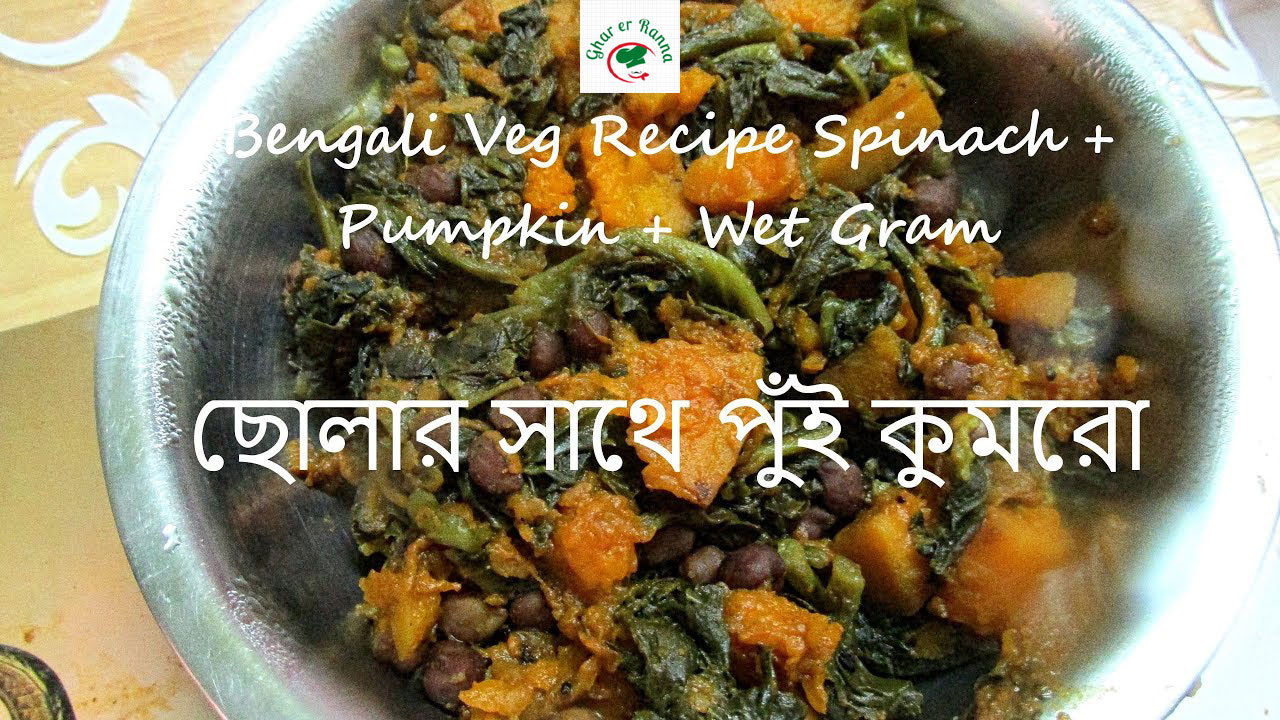 Ghar er Ranna
Bengali Veg Recipe Spinach +
Pumpkin + Wet Gram
ছোলার সাথে পুঁই কুমরো